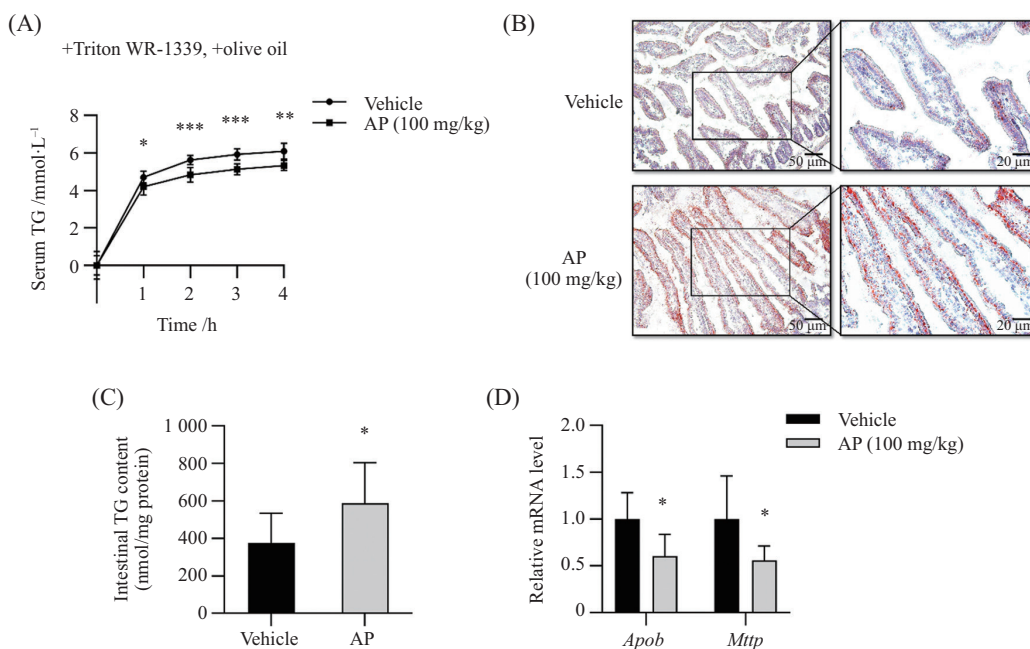 (A)
+Triton WR-1339, +olive oil
Vehicle
AP (100 mg/kg)
Serum TG /mmol·L⁻¹
8
6
4
2
0
* *** *** **
1 2 3 4
Time /h
(B)
Vehicle
50 μm
20 μm
AP
(100 mg/kg)
50 μm
20 μm
(C)
Intestinal TG content
(nmol/mg protein)
1 000
800
600
400
200
0
*
Vehicle AP
(D)
Vehicle
AP (100 mg/kg)
Relative mRNA level
2.0
1.5
1.0
0.5
0
* *
Apob Mttp